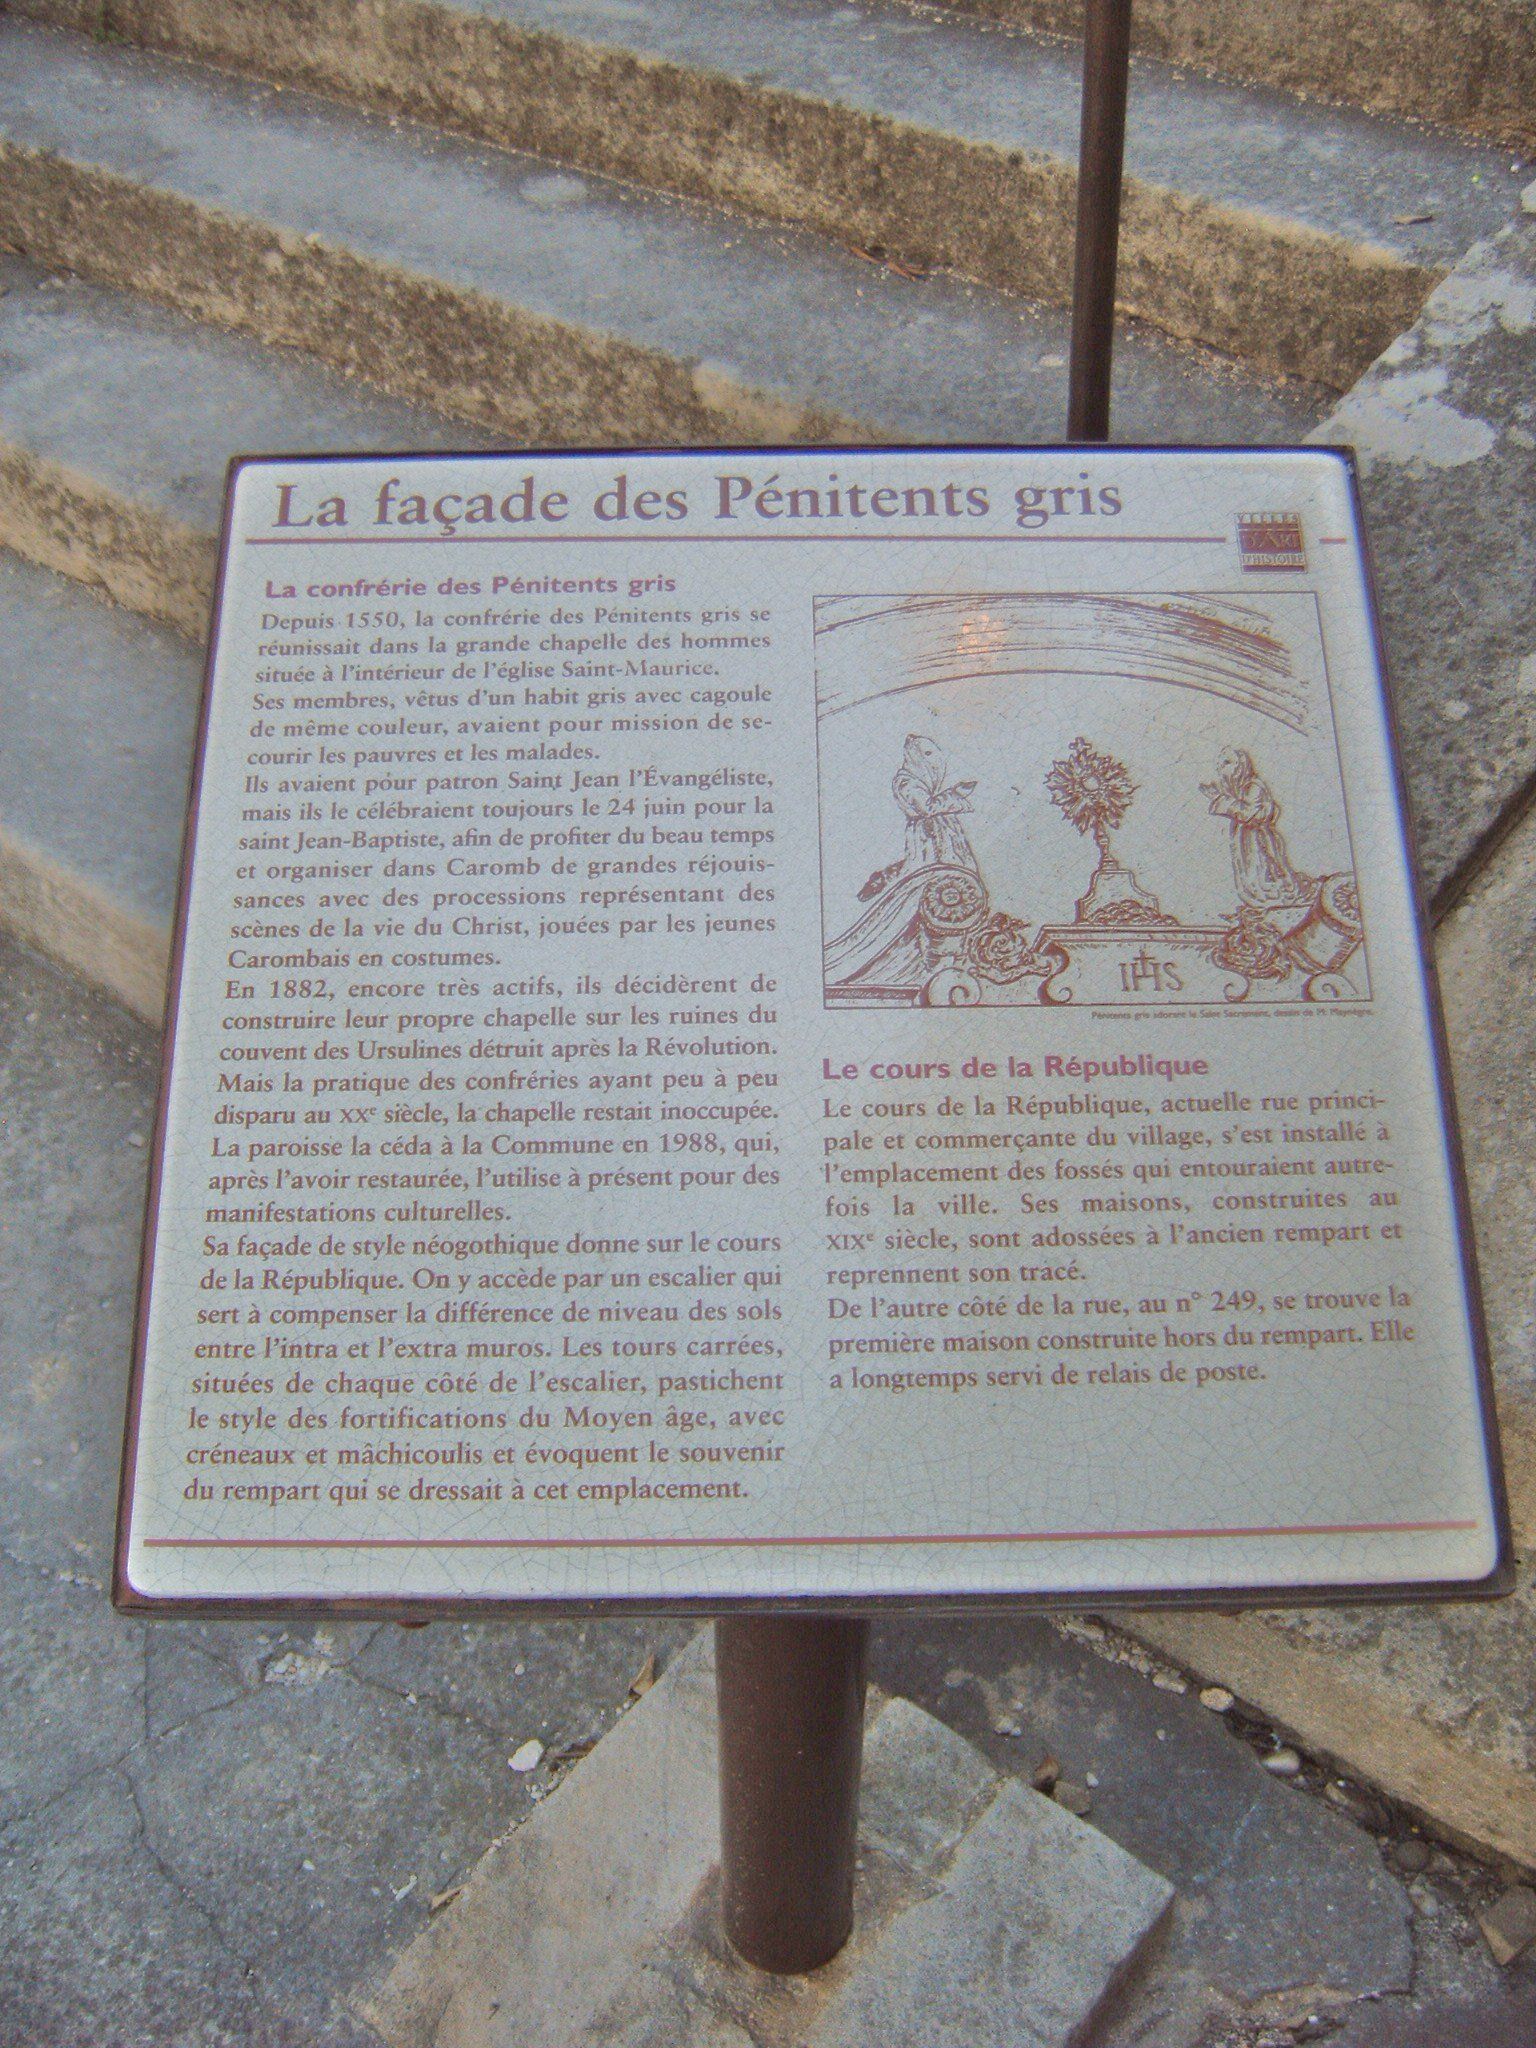 La façade des Pénitents gris
VILLES
D'ART
D'HISTOIRE
La confrérie des Pénitents gris
Depuis 1550, la confrérie des Pénitents gris se
réunissait dans la grande chapelle des hommes
située à l'intérieur de l'église Saint-Maurice.
Ses membres, vêtus d'un habit gris avec cagoule
de même couleur, avaient pour mission de se-
courir les pauvres et les malades.
Ils avaient pour patron Saint Jean l'Évangéliste,
mais ils le célébraient toujours le 24 juin pour la
saint Jean-Baptiste, afin de profiter du beau temps
et organiser dans Caromb de grandes réjouis-
sances avec des processions représentant des
scènes de la vie du Christ, jouées par les jeunes
Carombais en costumes.
En 1882, encore très actifs, ils décidèrent de
construire leur propre chapelle sur les ruines du
couvent des Ursulines détruit après la Révolution.
Mais la pratique des confréries ayant peu à peu
disparu au XXe siècle, la chapelle restait inoccupée.
La paroisse la céda à la Commune en 1988, qui,
après l'avoir restaurée, l'utilise à présent pour des
manifestations culturelles.
Sa façade de style néogothique donne sur le cours
de la République. On y accède par un escalier qui
sert à compenser la différence de niveau des sols
entre l'intra et l'extra muros. Les tours carrées,
situées de chaque côté de l'escalier, pastichent
le style des fortifications du Moyen âge, avec
créneaux et mâchicoulis et évoquent le souvenir
du rempart qui se dressait à cet emplacement.
IHS
Pénitents gris adorant le Saint Sacrement, dessin de M. Meynègre.
Le cours de la République
Le cours de la République, actuelle rue princi-
pale et commerçante du village, s'est installé à
l'emplacement des fossés qui entouraient autre-
fois la ville. Ses maisons, construites au
XIXe siècle, sont adossées à l'ancien rempart et
reprennent son tracé.
De l'autre côté de la rue, au n° 249, se trouve la
première maison construite hors du rempart. Elle
a longtemps servi de relais de poste.